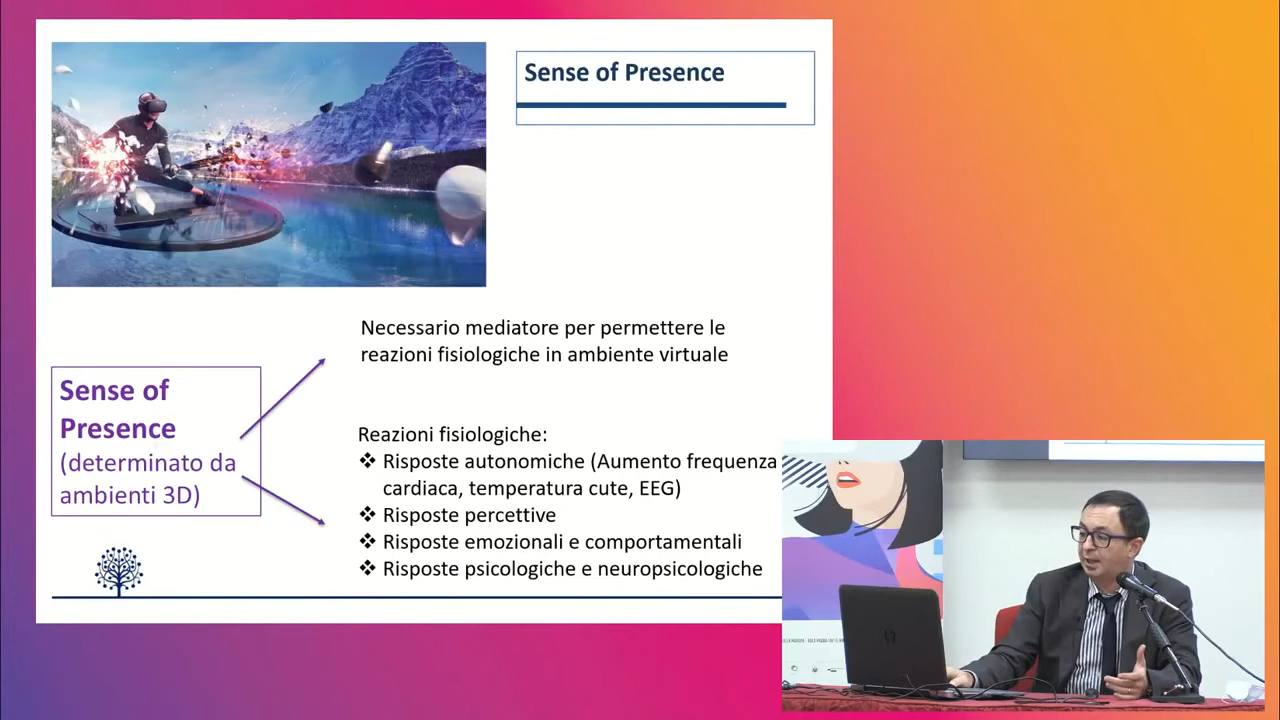 Sense of Presence
Necessario mediatore per permettere le
reazioni fisiologiche in ambiente virtuale
Sense of
Presence
(determinato da
ambienti 3D)
Reazioni fisiologiche:
❖ Risposte autonomiche (Aumento frequenza
cardiaca, temperatura cute, EEG)
❖ Risposte percettive
❖ Risposte emozionali e comportamentali
❖ Risposte psicologiche e neuropsicologiche
hp